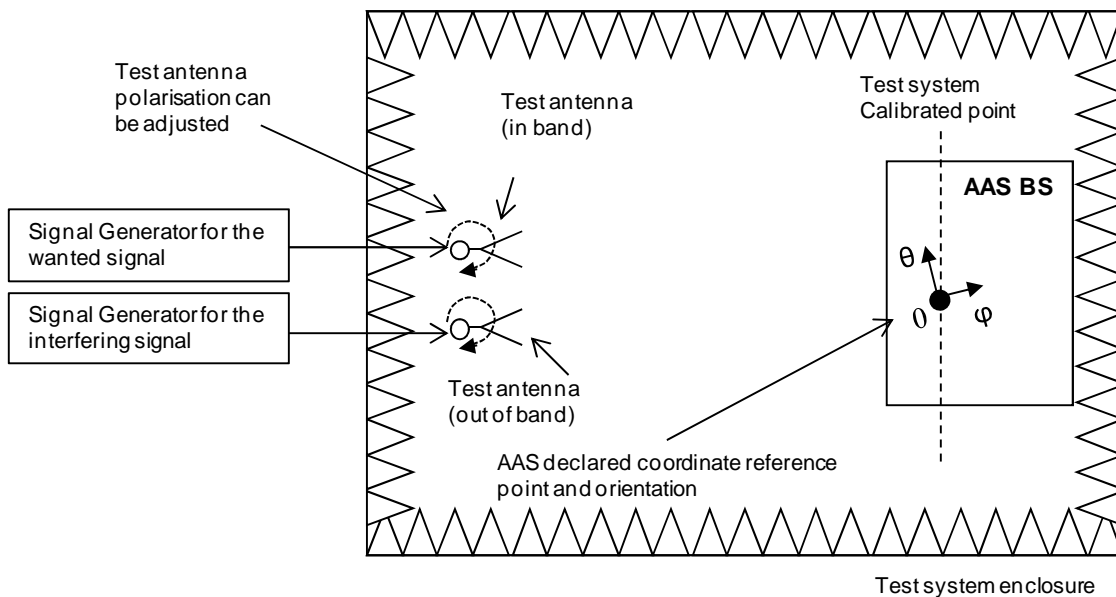 Test antenna
polarisation can
be adjusted
Test antenna
(in band)
Test system
Calibrated point
AAS BS
Signal Generator for the
wanted signal
θ
0
φ
Signal Generator for the
interfering signal
Test antenna
(out of band)
AAS declared coordinate reference
point and orientation
Test system enclosure